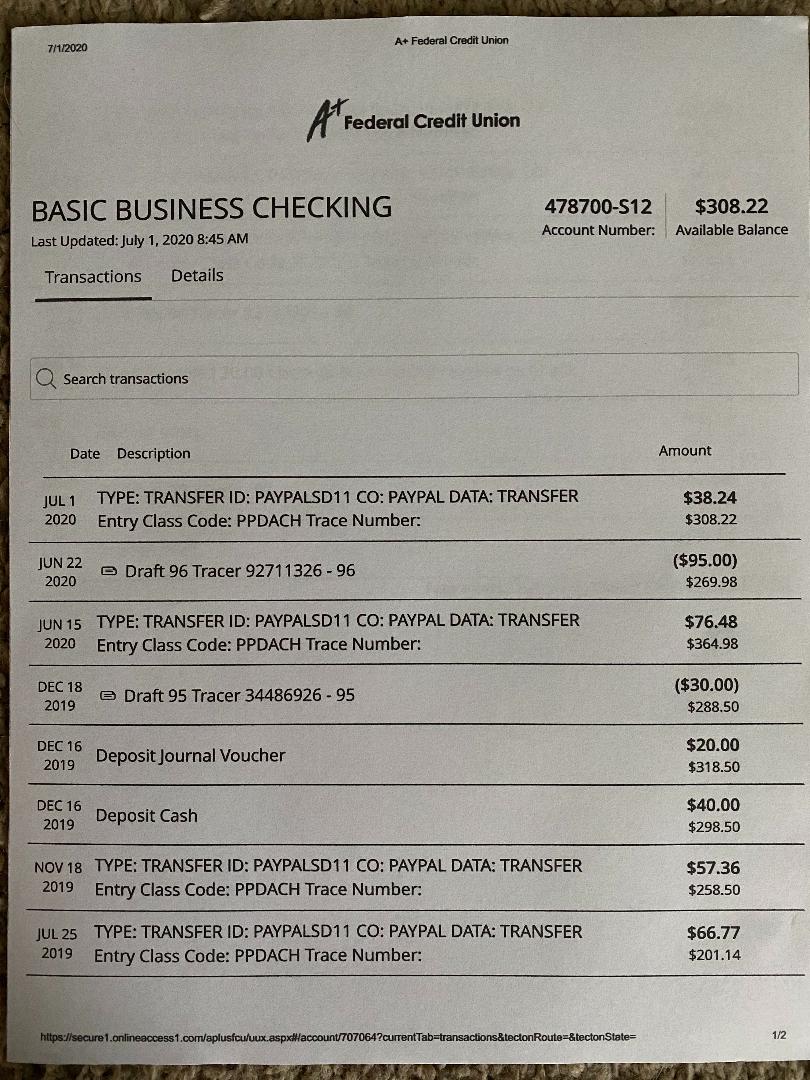 7/1/2020
A+ Federal Credit Union
A+ Federal Credit Union
BASIC BUSINESS CHECKING
478700-S12
$308.22
Last Updated: July 1, 2020 8:45 AM
Account Number:
Available Balance
Transactions
Details
Search transactions
Date Description Amount
JUL 1 TYPE: TRANSFER ID: PAYPALSD11 CO: PAYPAL DATA: TRANSFER $38.24
2020 Entry Class Code: PPDACH Trace Number: $308.22
JUN 22 ($95.00)
Draft 96 Tracer 92711326 - 96
2020 $269.98
JUN 15 TYPE: TRANSFER ID: PAYPALSD11 CO: PAYPAL DATA: TRANSFER $76.48
2020 Entry Class Code: PPDACH Trace Number: $364.98
DEC 18 ($30.00)
Draft 95 Tracer 34486926 - 95
2019 $288.50
DEC 16 $20.00
Deposit Journal Voucher
2019 $318.50
DEC 16 $40.00
Deposit Cash
2019 $298.50
NOV 18 TYPE: TRANSFER ID: PAYPALSD11 CO: PAYPAL DATA: TRANSFER $57.36
2019 Entry Class Code: PPDACH Trace Number: $258.50
JUL 25 TYPE: TRANSFER ID: PAYPALSD11 CO: PAYPAL DATA: TRANSFER $66.77
2019 Entry Class Code: PPDACH Trace Number: $201.14
https://secure1.onlineaccess1.com/aplusfcu/uux.aspx#/account/707064?currentTab=transactions&tectonRoute=&tectonState=
1/2